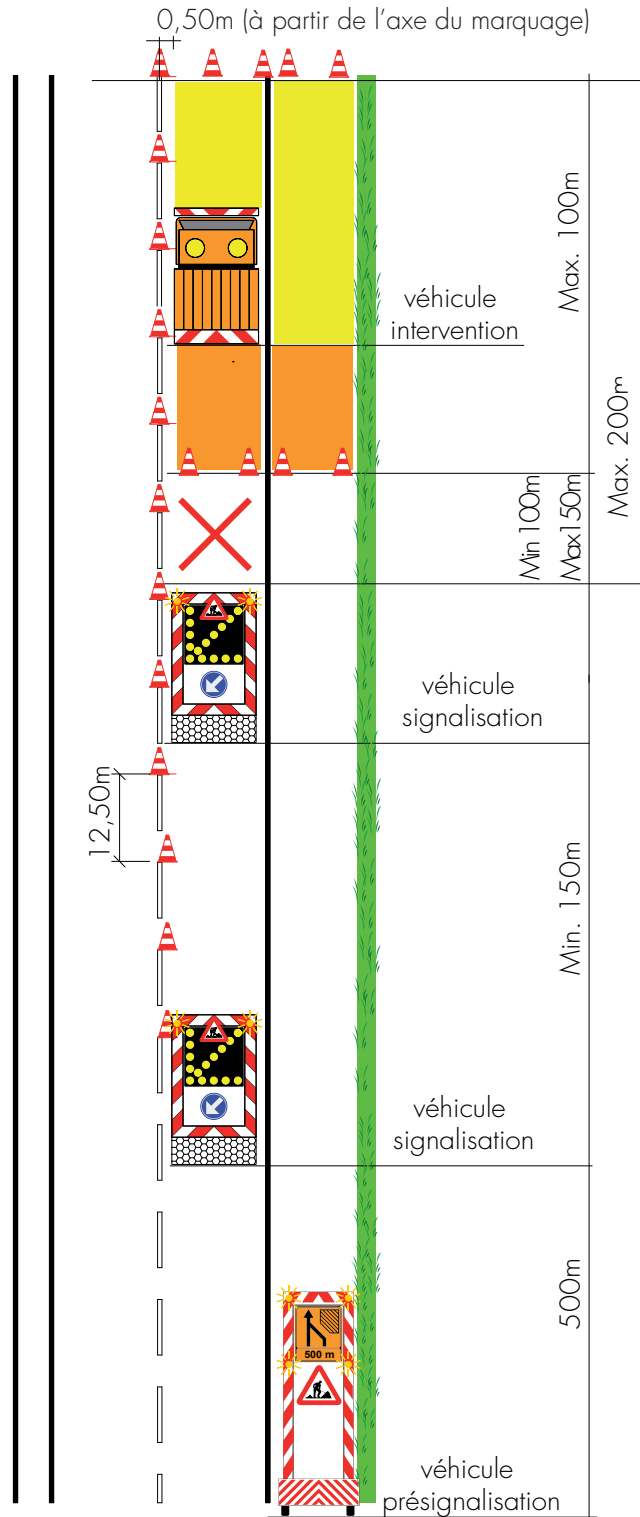 0,50m (à partir de l’axe du marquage)
Max. 100m
véhicule
intervention
Max. 200m
Min 100m
Max150m
véhicule
signalisation
12,50m
Min. 150m
véhicule
signalisation
500m
500 m
véhicule
présignalisation